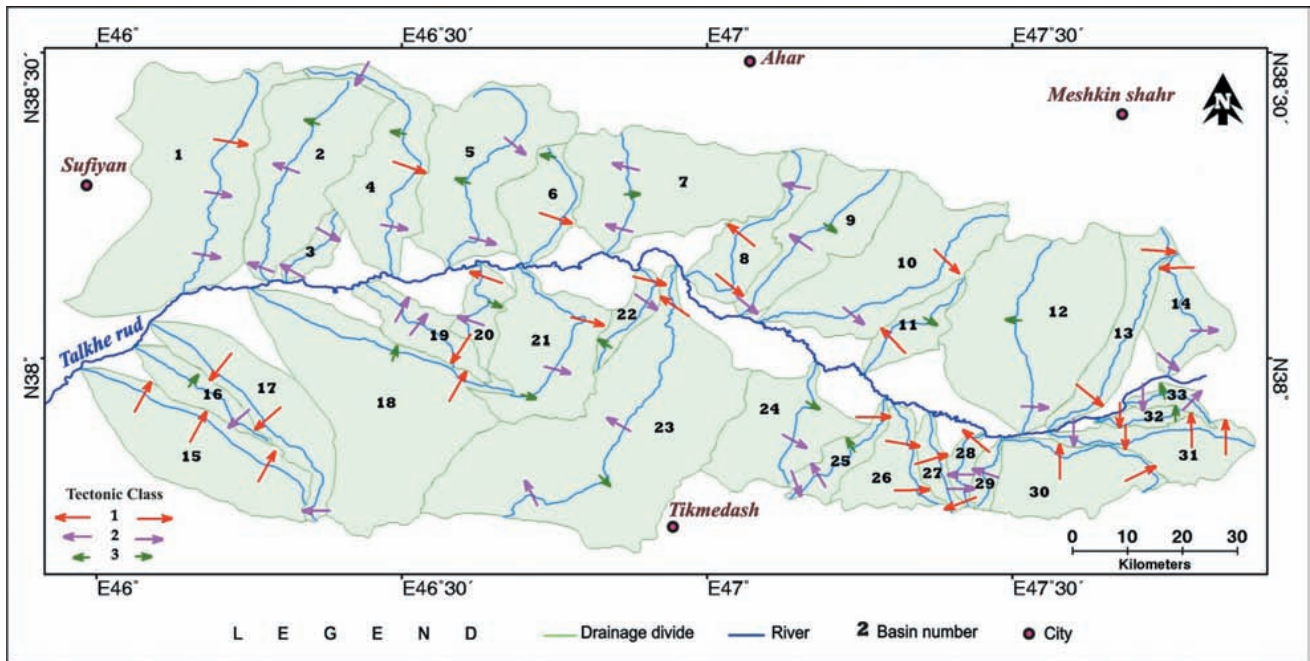 E46° E46°30´ E47° E47°30´
N38°30´ N38°30´
Ahar
Meshkin shahr
N
Sufiyan
1 2 3 4 5 6 7 8 9 10 11 12 13 14
Talkhe rud
N38° N38°
15 16 17 18 19 20 21 22 23 24 25 26 27 28 29 30 31 32 33
Tectonic Class
1
2
3
Tikmedash
0 10 20 30
Kilometers
E46° E46°30´ E47° E47°30´
L E G E N D Drainage divide River 2 Basin number City